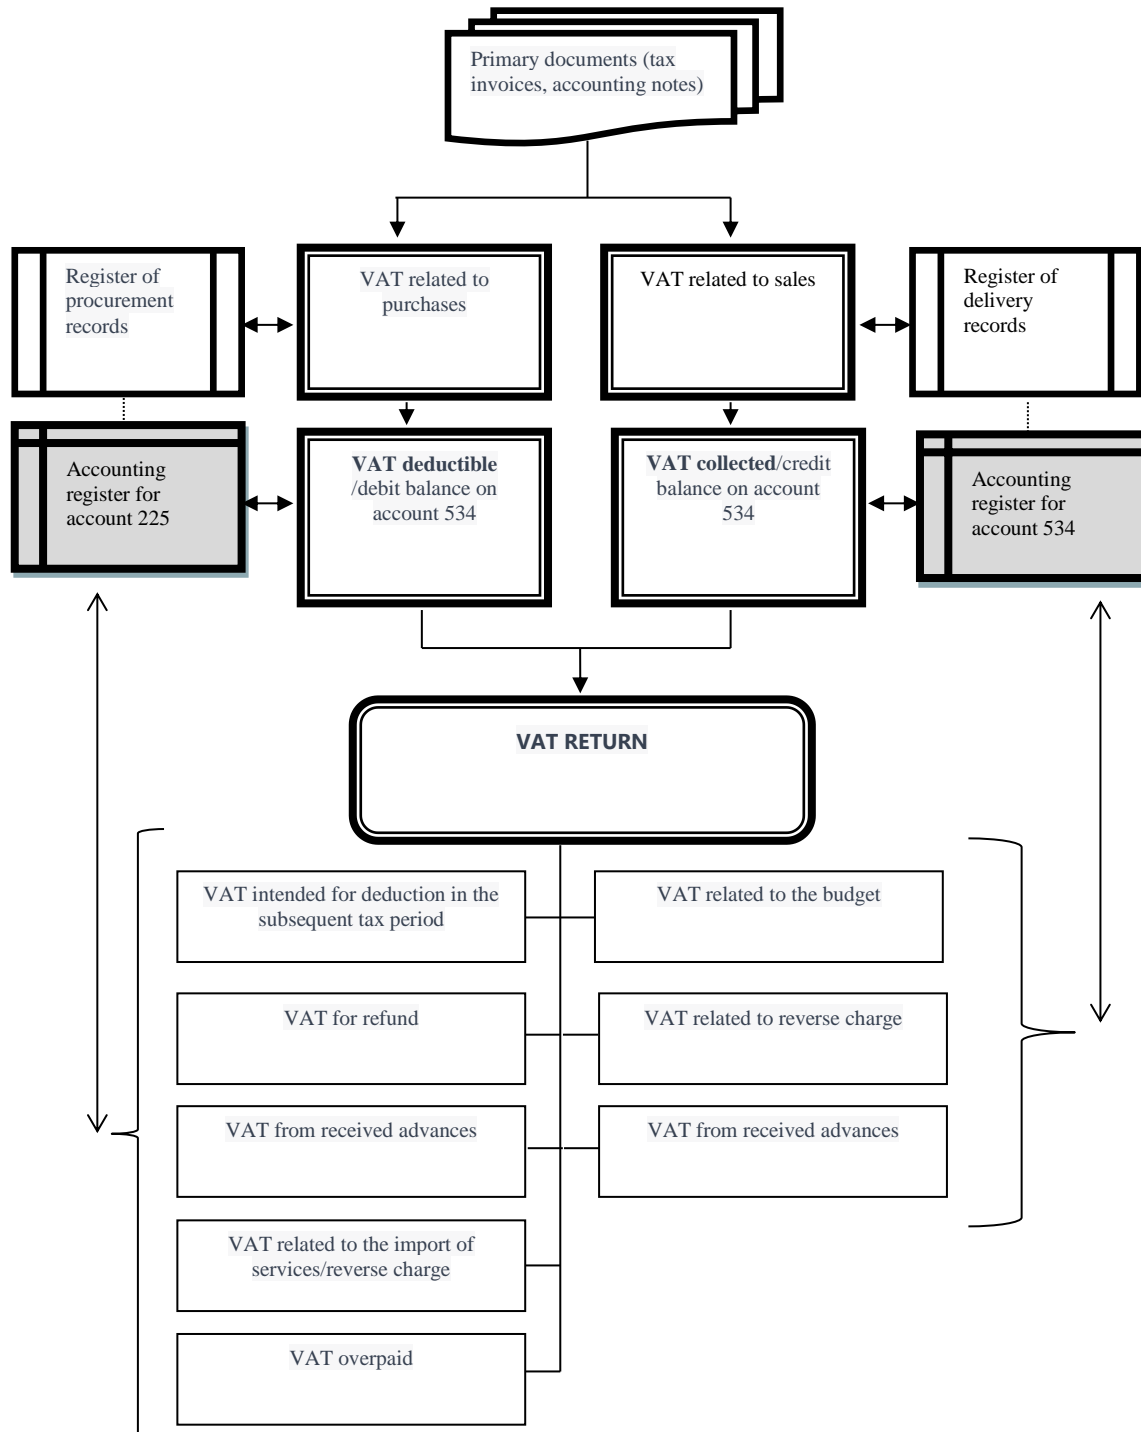 Primary documents (tax
invoices, accounting notes)
Register of
procurement
records
VAT related to
purchases
VAT related to sales
Register of
delivery
records
Accounting
register for
account 225
VAT deductible
/debit balance on
account 534
VAT collected/credit
balance on account
534
Accounting
register for
account 534
VAT RETURN
VAT intended for deduction in the
subsequent tax period
VAT related to the budget
VAT for refund
VAT related to reverse charge
VAT from received advances
VAT from received advances
VAT related to the import of
services/reverse charge
VAT overpaid